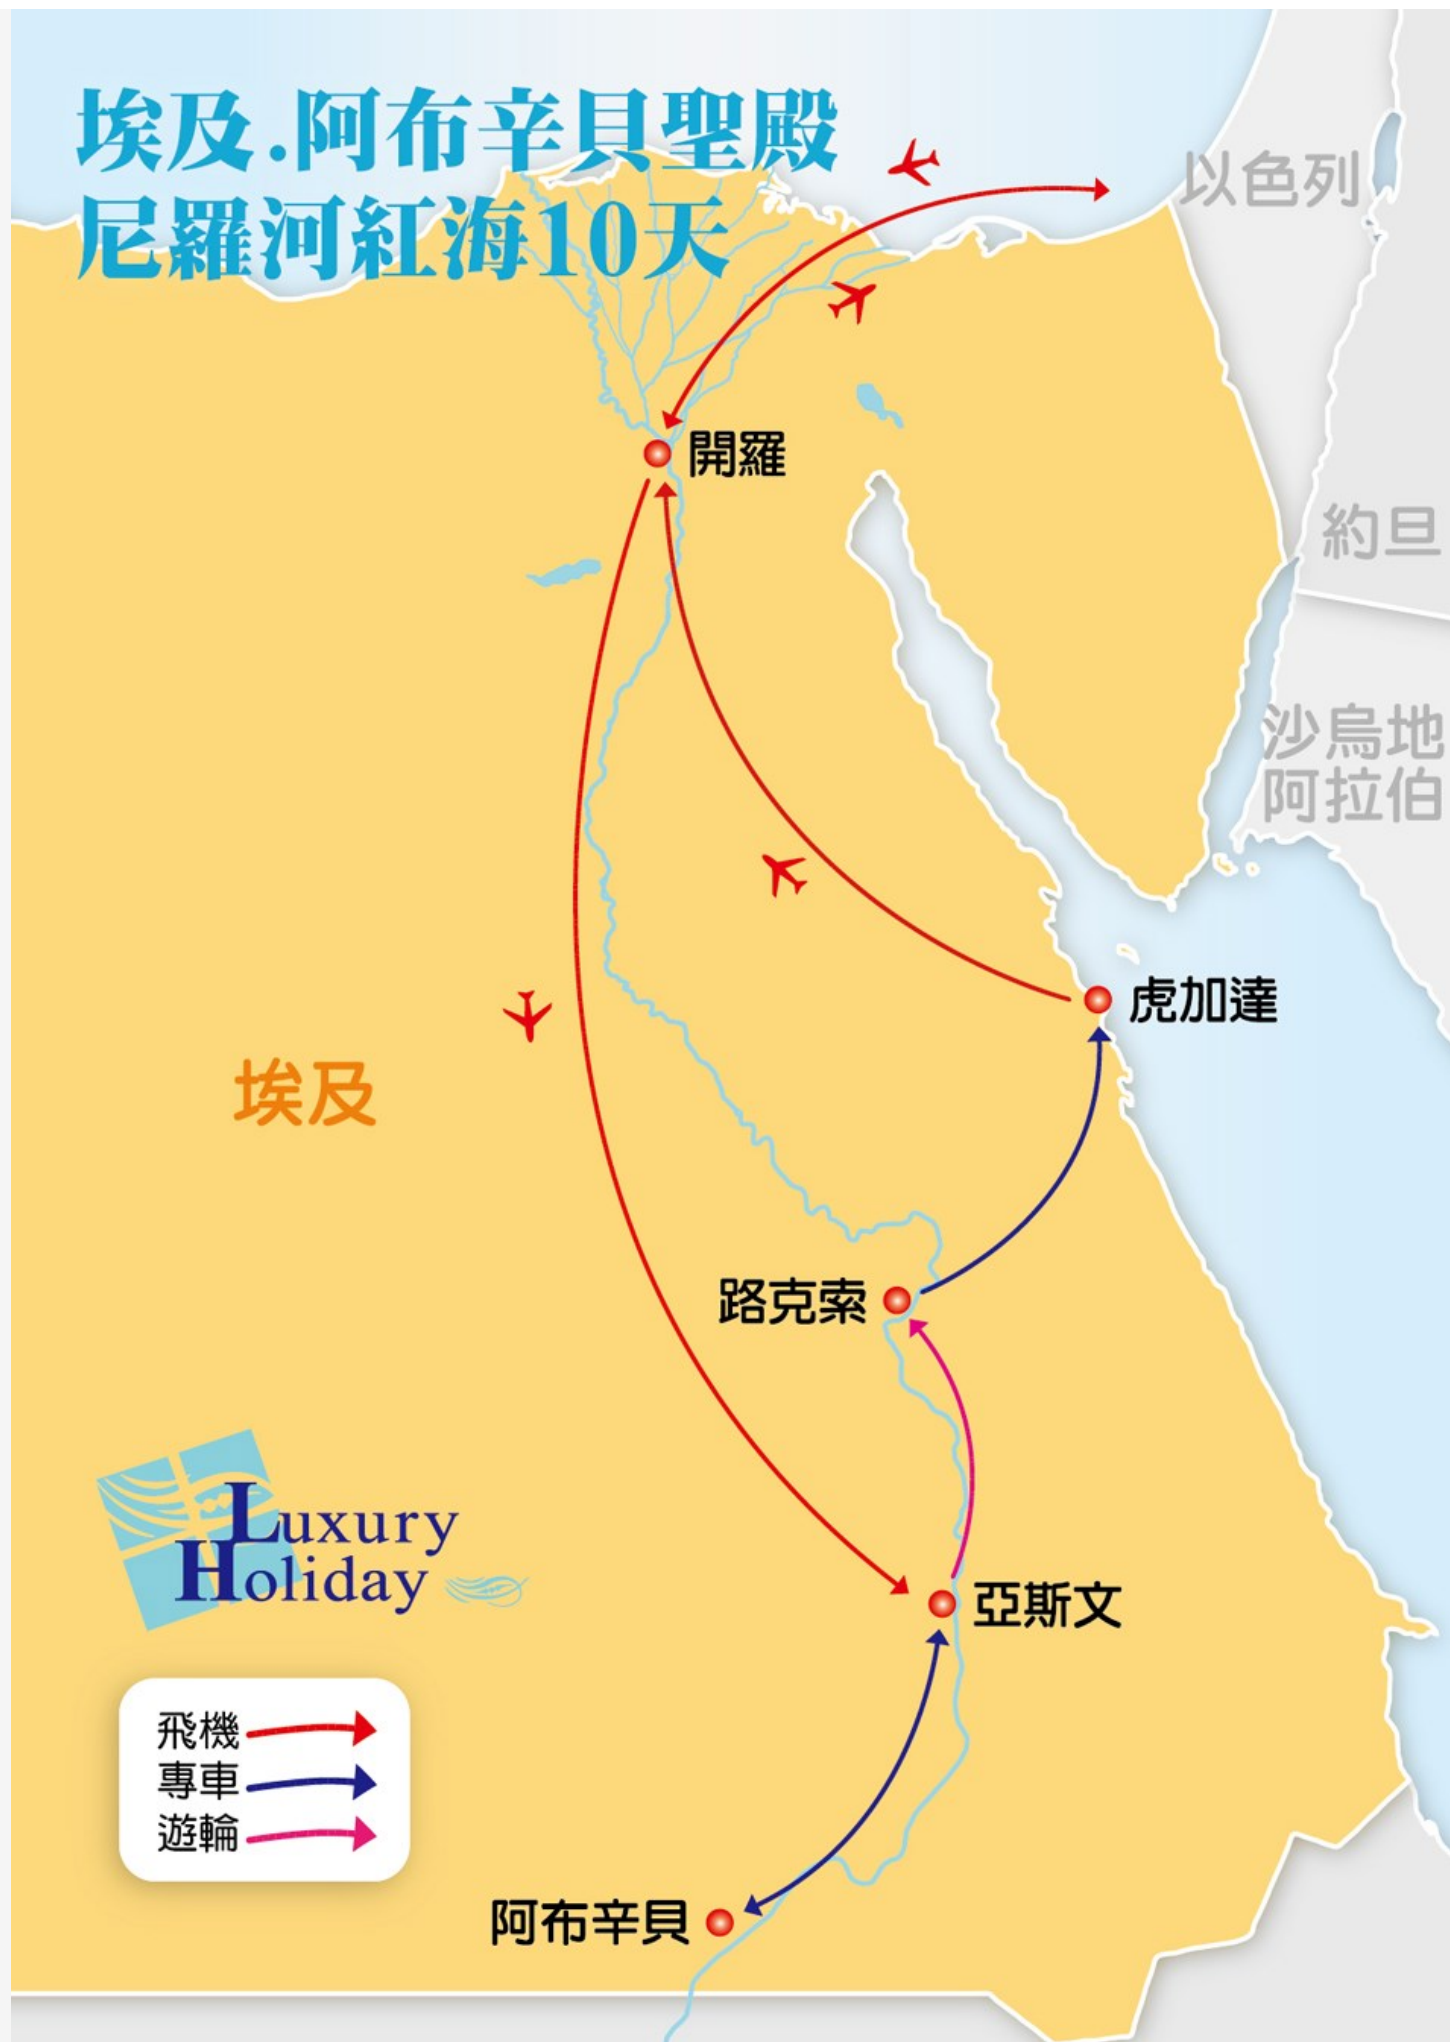 埃及.阿布辛貝聖殿
尼羅河紅海10天
以色列
開羅
約旦
沙烏地
阿拉伯
虎加達
埃及
路克索
Luxury
Holiday
亞斯文
飛機
專車
遊輪
阿布辛貝